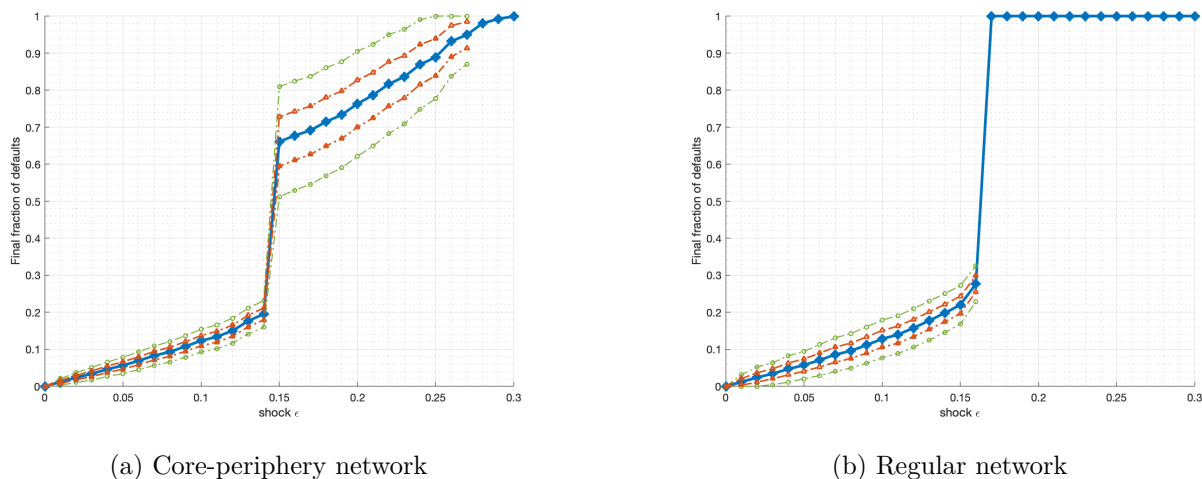 1
0.9
0.8
0.7
0.6
0.5
0.4
0.3
0.2
0.1
0
Final fraction of defaults
0 0.05 0.1 0.15 0.2 0.25 0.3
shock ϵ
(a) Core-periphery network
1
0.9
0.8
0.7
0.6
0.5
0.4
0.3
0.2
0.1
0
Final fraction of defaults
0 0.05 0.1 0.15 0.2 0.25 0.3
shock ϵ
(b) Regular network